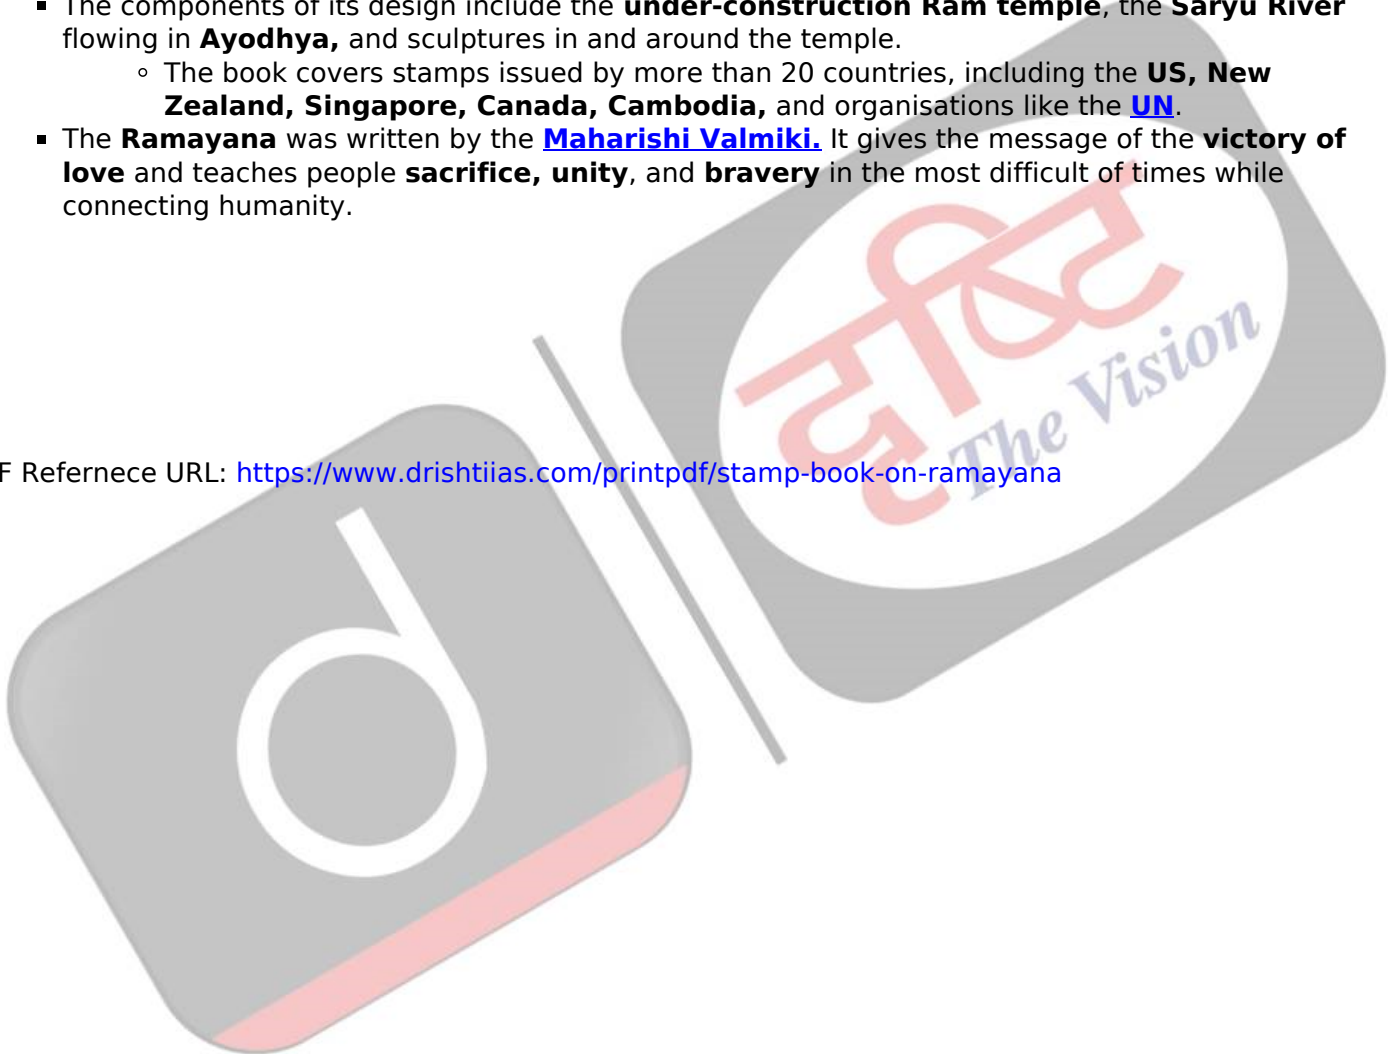 ▪ The components of its design include the under-construction Ram temple, the Saryu River
flowing in Ayodhya, and sculptures in and around the temple.
◦ The book covers stamps issued by more than 20 countries, including the US, New
Zealand, Singapore, Canada, Cambodia, and organisations like the UN.
▪ The Ramayana was written by the Maharishi Valmiki. It gives the message of the victory of
love and teaches people sacrifice, unity, and bravery in the most difficult of times while
connecting humanity.
दृष्टि
The Vision
F Refernece URL: https://www.drishtiias.com/printpdf/stamp-book-on-ramayana
d